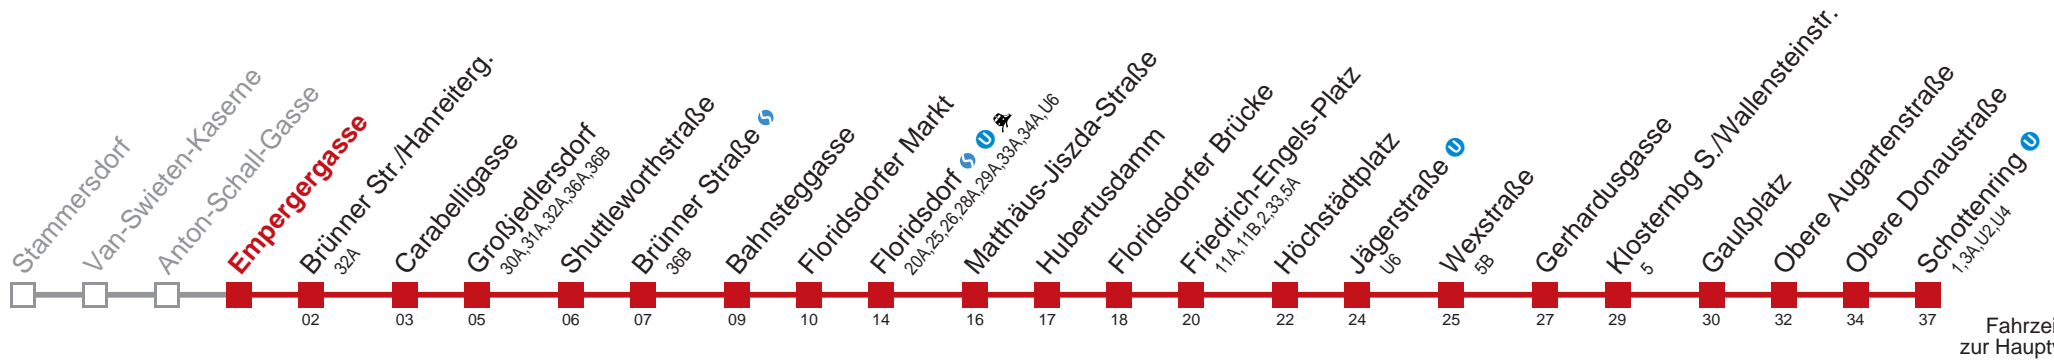 Stammersdorf
Van-Swieten-Kaserne
Anton-Schall-Gasse
Empergergasse
Brünner Str./Hanreiterg.
32A
Carabelligasse
Großjedlersdorf
30A,31A,32A,36A,36B
Shuttleworthstraße
Brünner Straße
36B
Bahnsteggasse
Floridsdorfer Markt
Floridsdorf U
20A,25,26,28A,29A,33A,34A,U6
Matthäus-Jiszda-Straße
Hubertusdamm
Floridsdorfer Brücke
Friedrich-Engels-Platz
11A,11B,2,33,5A
Höchstädtplatz
Jägerstraße U
U6
Wexstraße
5B
Gerhardusgasse
Klosternbg S./Wallensteinstr.
5
Gaußplatz
Obere Augartenstraße
Obere Donaustraße
Schottenring U
1,3A,U2,U4
02 03 05 06 07 09 10 14 16 17 18 20 22 24 25 27 29 30 32 34 37
Fahrzei
zur Hauptv